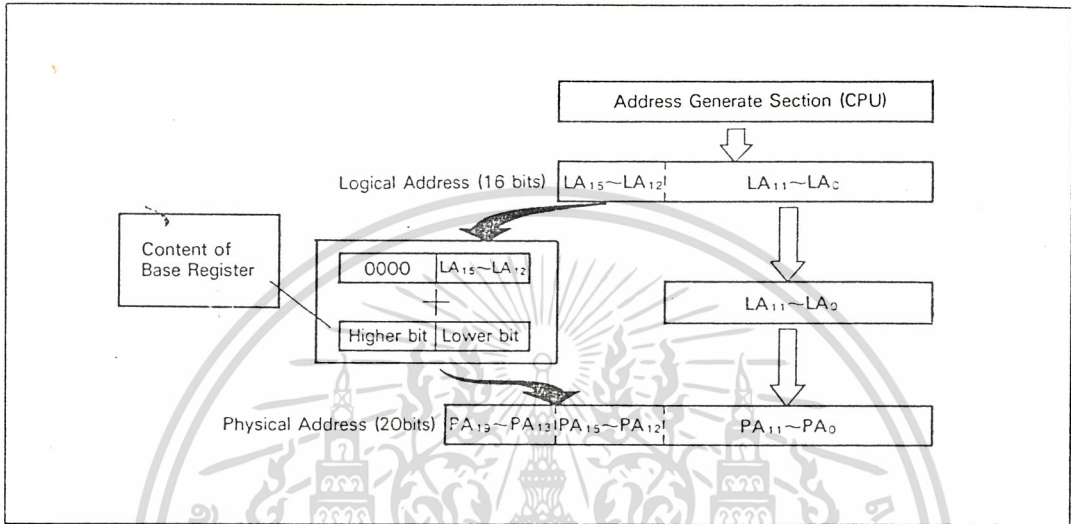 Address Generate Section (CPU)
Logical Address (16 bits) LA₁₅~LA₁₂ LA₁₁~LA₀
Content of
Base Register
0000 LA₁₅~LA₁₂
+
Higher bit Lower bit
LA₁₁~LA₀
Physical Address (20bits) PA₁₉~PA₁₃ PA₁₅~PA₁₂ PA₁₁~PA₀